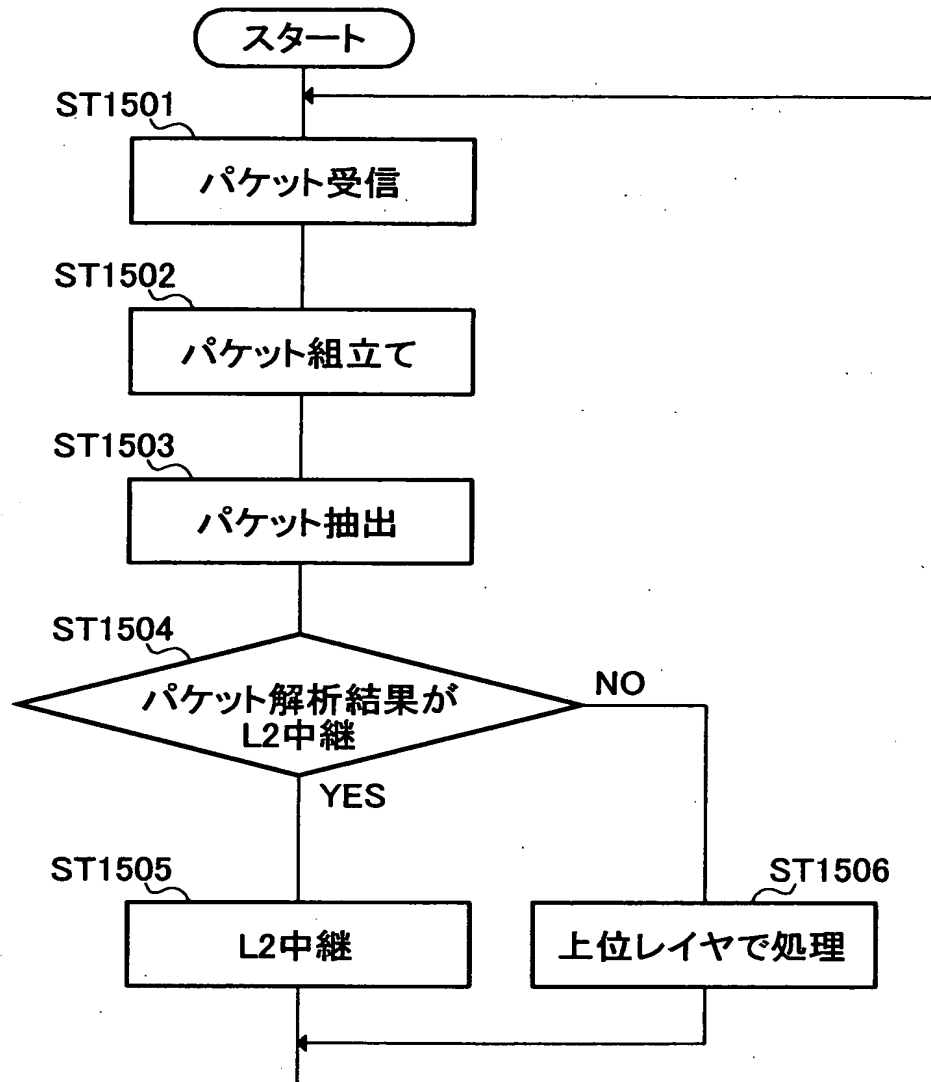 スタート
ST1501
パケット受信
ST1502
パケット組立て
ST1503
パケット抽出
ST1504
パケット解析結果が
L2中継
NO
YES
ST1505
L2中継
ST1506
上位レイヤで処理